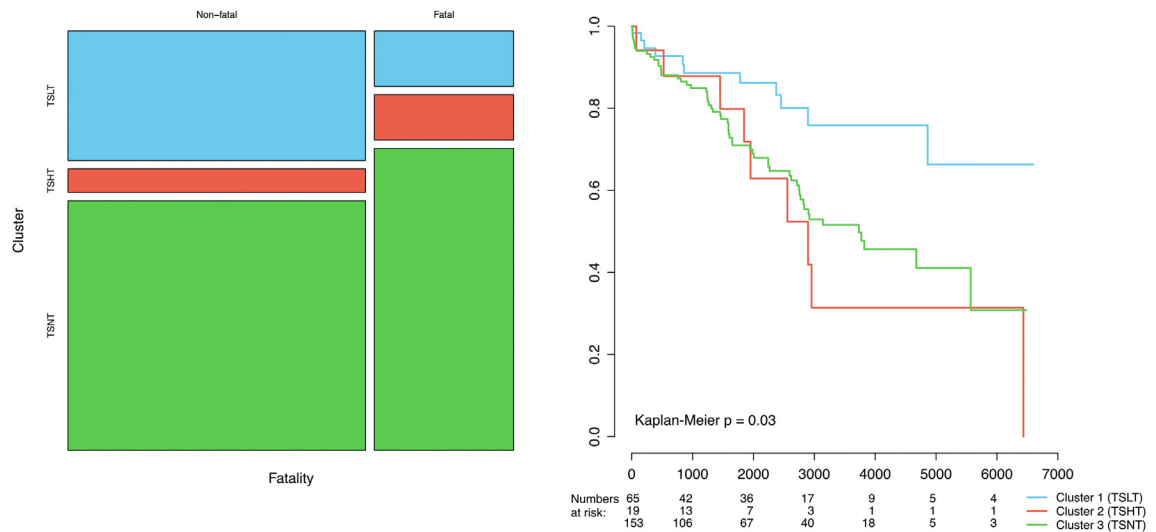 Non-fatal Fatal
TSLT
TSHT
TSNT
Cluster
Fatality
1.0
0.8
0.6
0.4
0.2
0.0
Kaplan-Meier p = 0.03
0 1000 2000 3000 4000 5000 6000 7000
Numbers at risk:
65 42 36 17 9 5 4 Cluster 1 (TSLT)
19 13 7 3 1 1 1 Cluster 2 (TSHT)
153 106 67 40 18 5 3 Cluster 3 (TSNT)